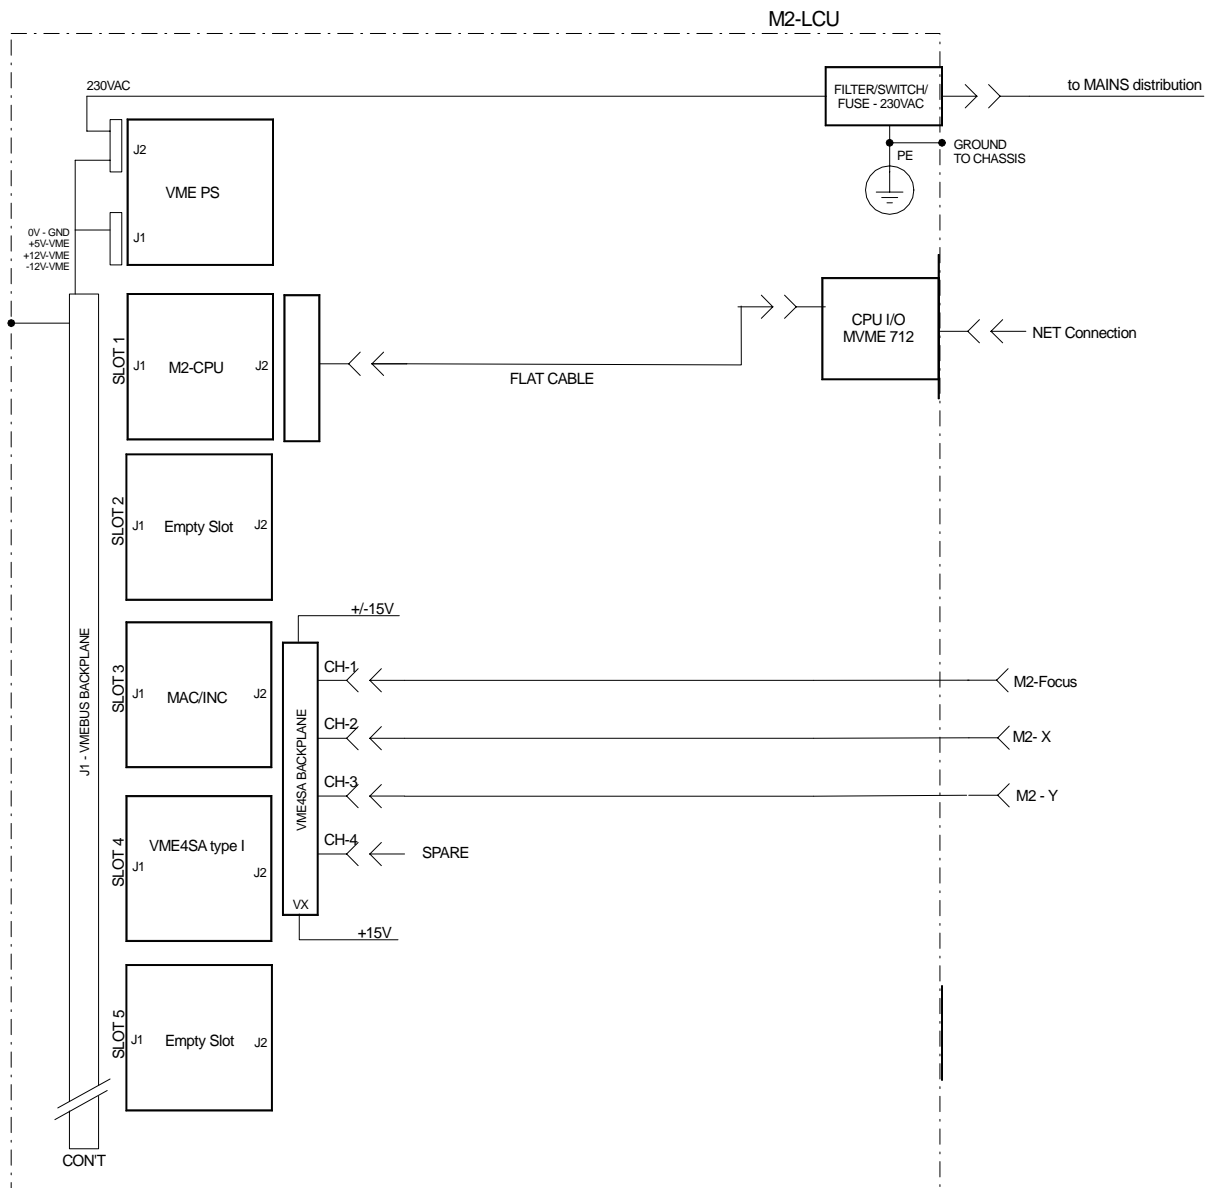 M2-LCU
230VAC
FILTER/SWITCH/
FUSE - 230VAC
to MAINS distribution
J2
VME PS
J1
PE
GROUND
TO CHASSIS
0V - GND
+5V-VME
+12V-VME
-12V-VME
SLOT 1
J1
M2-CPU
J2
FLAT CABLE
CPU I/O
MVME 712
NET Connection
SLOT 2
J1
Empty Slot
J2
J1 - VMEBUS BACKPLANE
+/-15V
SLOT 3
J1
MAC/INC
J2
VME4SA BACKPLANE
CH-1
M2-Focus
CH-2
M2- X
CH-3
M2 - Y
CH-4
SPARE
SLOT 4
VME4SA type I
J1
J2
VX
+15V
SLOT 5
J1
Empty Slot
J2
CON'T